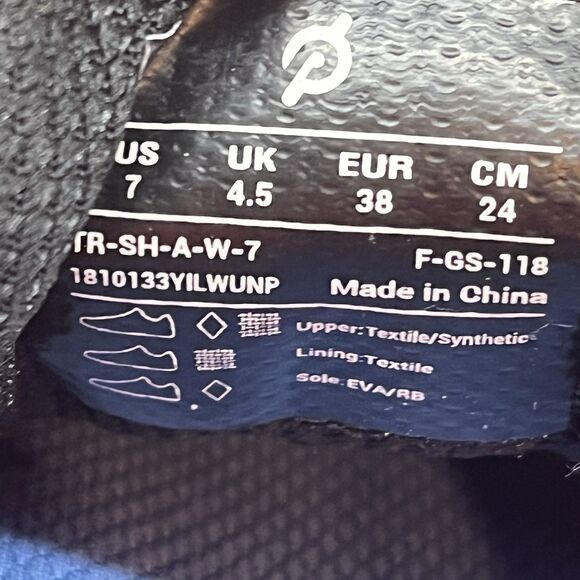 US UK EUR CM
7 4.5 38 24
TR-SH-A-W-7 F-GS-118
1810133YILWUNP Made in China
Upper:Textile/Synthetic
Lining:Textile
Sole:EVA/RB